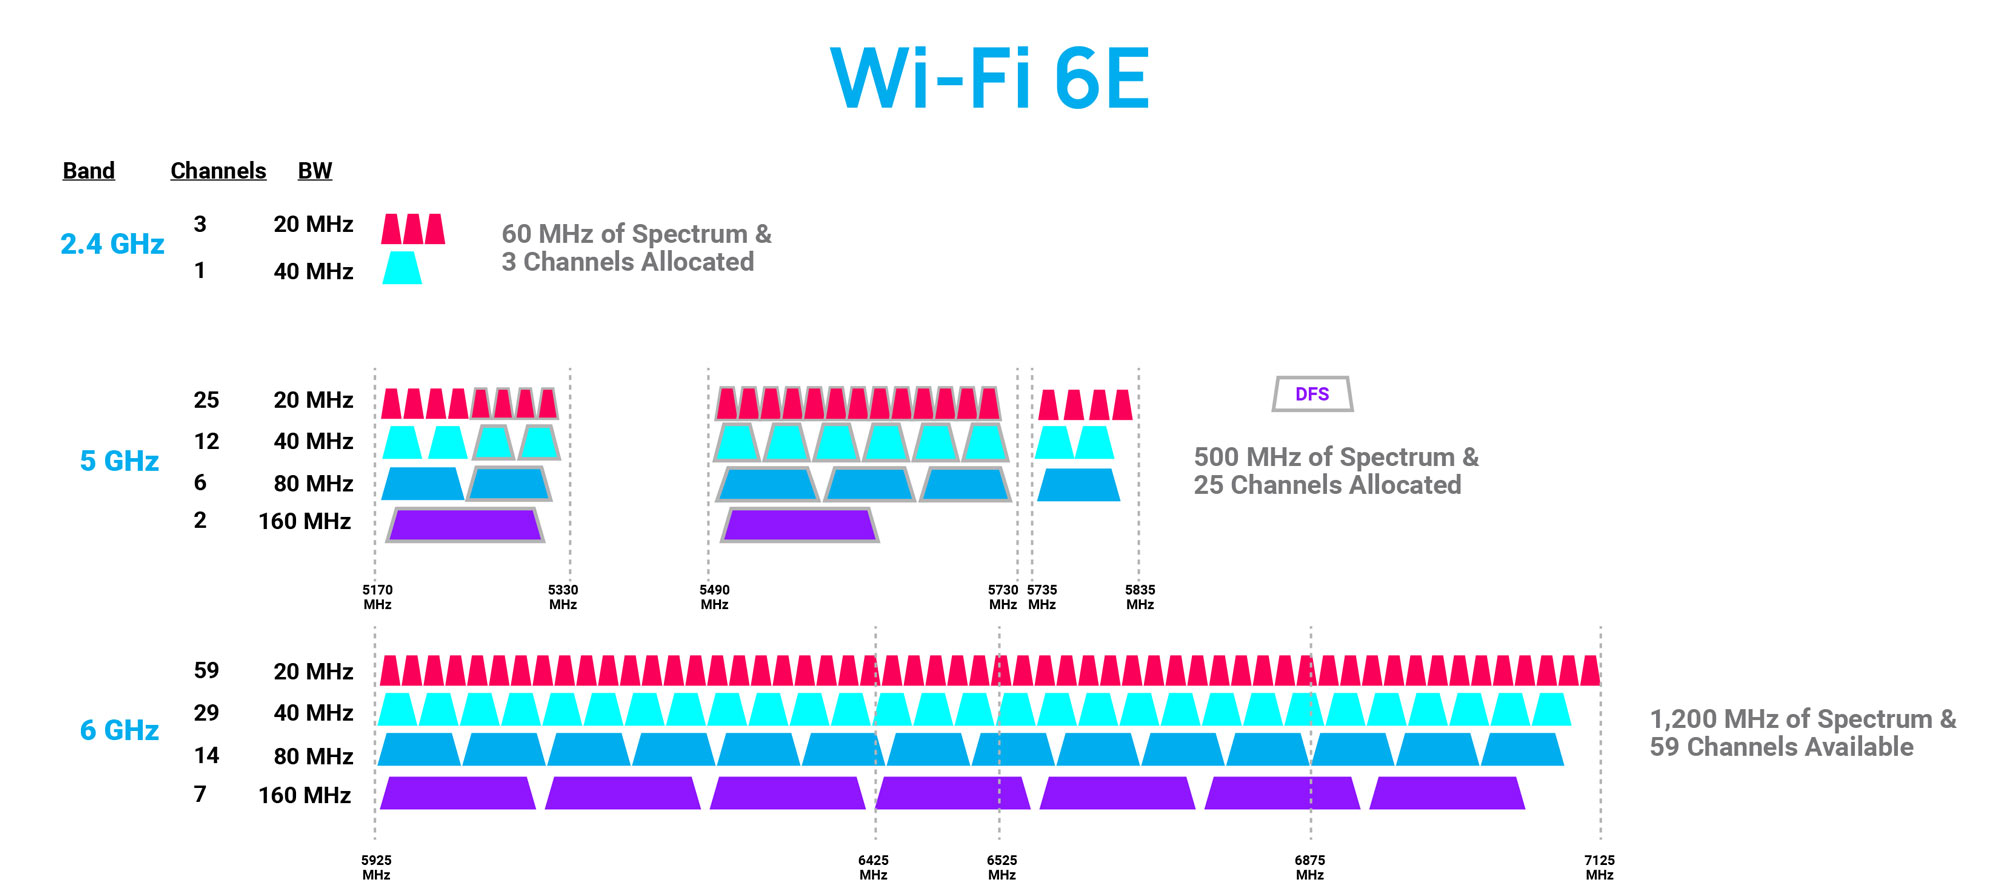 Wi-Fi 6E
Band Channels BW
2.4 GHz
3 20 MHz
1 40 MHz
60 MHz of Spectrum &
3 Channels Allocated
5 GHz
25 20 MHz
12 40 MHz
6 80 MHz
2 160 MHz
DFS
500 MHz of Spectrum &
25 Channels Allocated
5170 MHz
5330 MHz
5490 MHz
5730 MHz
5735 MHz
5835 MHz
6 GHz
59 20 MHz
29 40 MHz
14 80 MHz
7 160 MHz
1,200 MHz of Spectrum &
59 Channels Available
5925 MHz
6425 MHz
6525 MHz
6875 MHz
7125 MHz